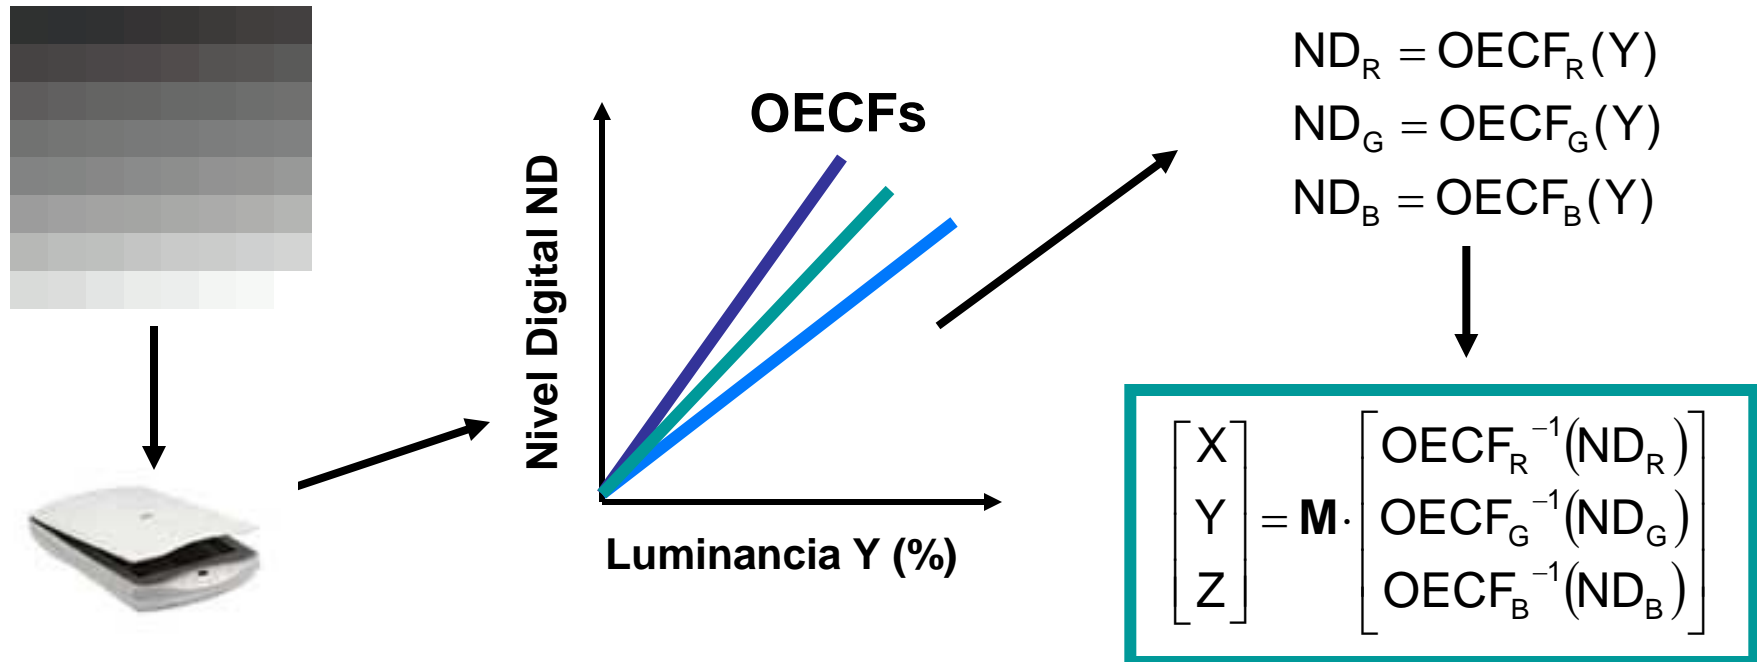 OECFs
Nivel Digital ND
Luminancia Y (%)
ND_R = OECF_R(Y)
ND_G = OECF_G(Y)
ND_B = OECF_B(Y)
[X] = M · [OECF_R⁻¹(ND_R)]
[Y] [OECF_G⁻¹(ND_G)]
[Z] [OECF_B⁻¹(ND_B)]